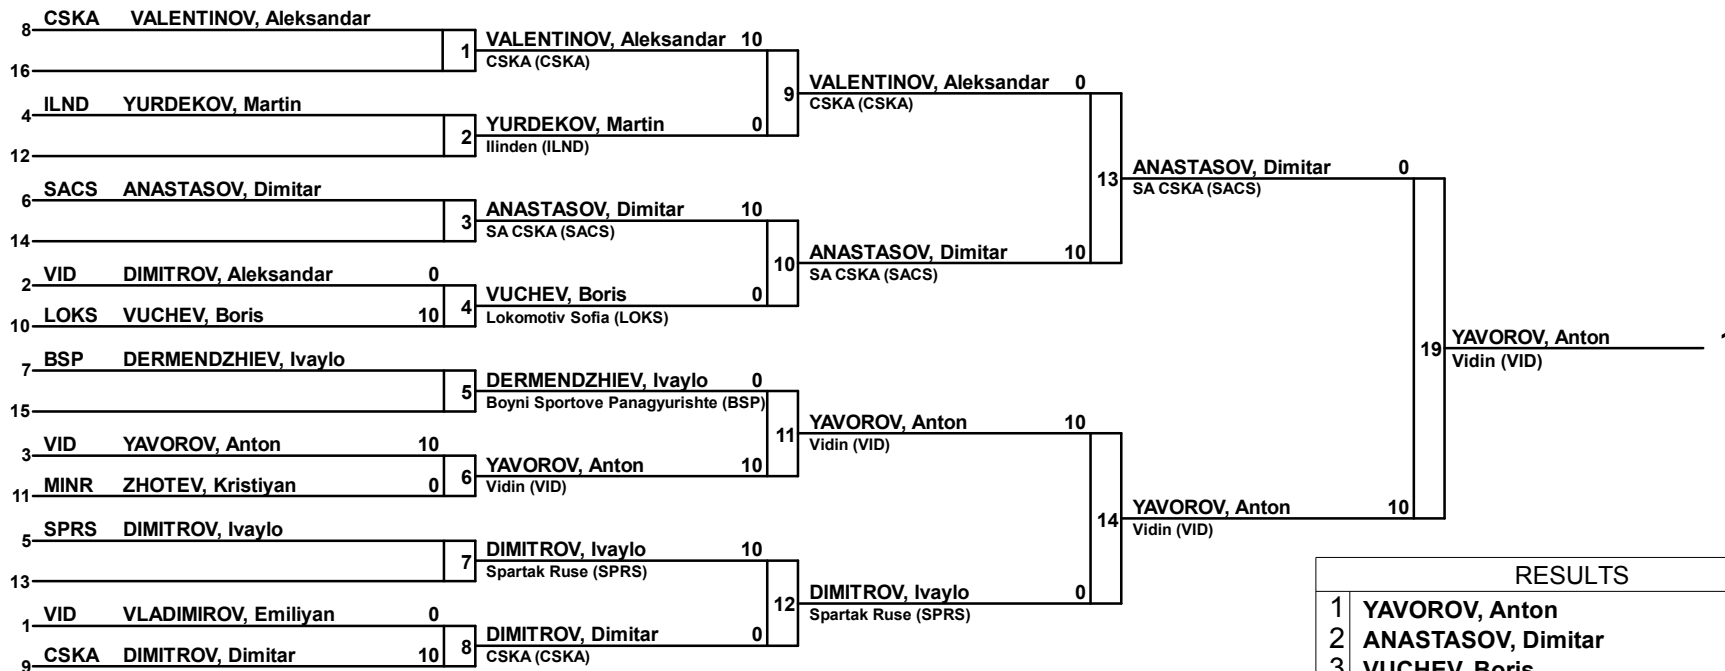 8 CSKA VALENTINOV, Aleksandar
1 VALENTINOV, Aleksandar 10
CSKA (CSKA)
16
9 VALENTINOV, Aleksandar 0
CSKA (CSKA)
4 ILND YURDEKOV, Martin
2 YURDEKOV, Martin 0
Ilinden (ILND)
12
13 ANASTASOV, Dimitar 0
SA CSKA (SACS)
6 SACS ANASTASOV, Dimitar
3 ANASTASOV, Dimitar 10
SA CSKA (SACS)
14
10 ANASTASOV, Dimitar 10
SA CSKA (SACS)
2 VID DIMITROV, Aleksandar 0
4 VUCHEV, Boris 0
Lokomotiv Sofia (LOKS)
10 LOKS VUCHEV, Boris 10
19 YAVOROV, Anton
Vidin (VID)
7 BSP DERMENDZHIEV, Ivaylo
5 DERMENDZHIEV, Ivaylo 0
Boyni Sportove Panagyurishte (BSP)
15
11 YAVOROV, Anton 10
Vidin (VID)
3 VID YAVOROV, Anton 10
6 YAVOROV, Anton 10
Vidin (VID)
11 MINR ZHOTEV, Kristiyan 0
14 YAVOROV, Anton 10
Vidin (VID)
5 SPRS DIMITROV, Ivaylo
7 DIMITROV, Ivaylo 10
Spartak Ruse (SPRS)
13
12 DIMITROV, Ivaylo 0
Spartak Ruse (SPRS)
1 VID VLADIMIROV, Emiliyan 0
8 DIMITROV, Dimitar 0
CSKA (CSKA)
9 CSKA DIMITROV, Dimitar 10
RESULTS
1 YAVOROV, Anton
2 ANASTASOV, Dimitar
3 VUCHEV, Boris